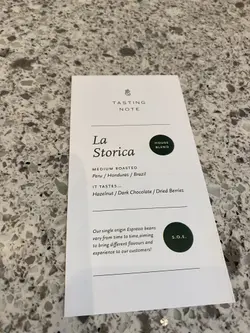 TASTING
NOTE
La
Storica
HOUSE
BLEND
MEDIUM ROASTED
Peru / Honduras / Brazil
IT TASTES...
Hazelnut / Dark Chocolate / Dried Berries
Our single origin Espresso beans
vary from time to time aiming
to bring different flavours and
experience to our customers!
S.O.E.